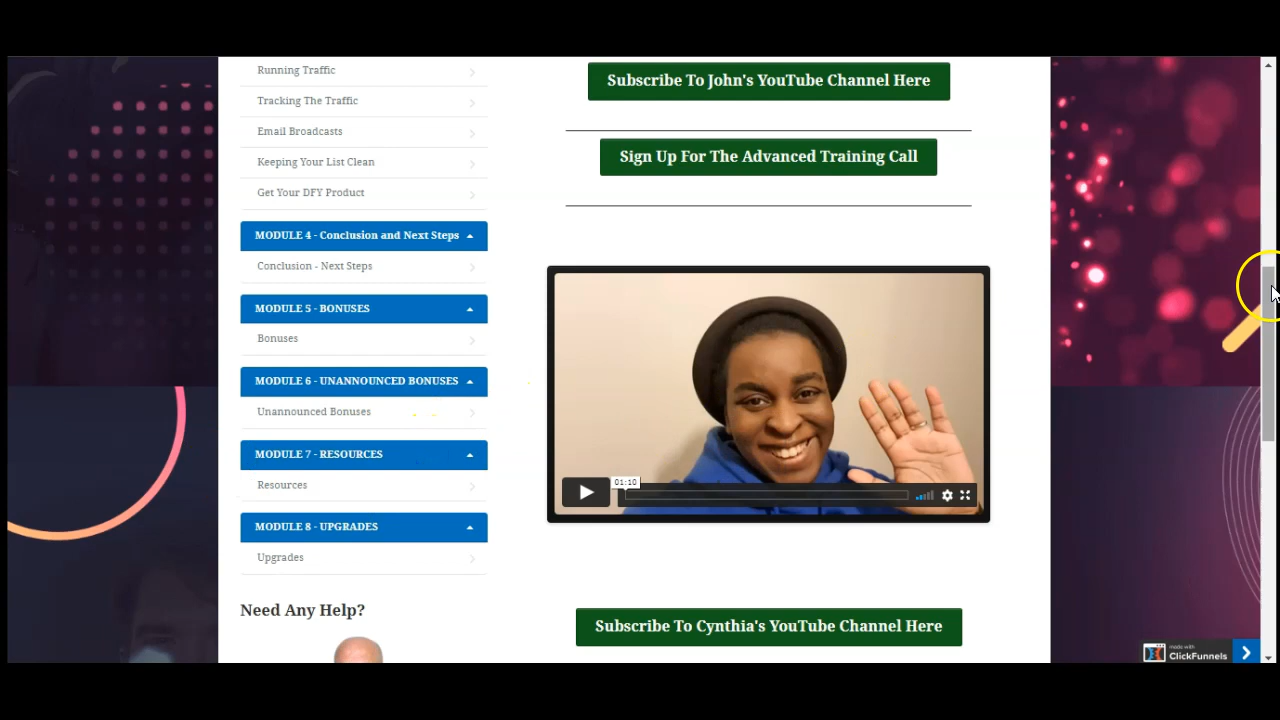 Running Traffic
Tracking The Traffic
Email Broadcasts
Keeping Your List Clean
Get Your DFY Product
MODULE 4 - Conclusion and Next Steps
Conclusion - Next Steps
MODULE 5 - BONUSES
Bonuses
MODULE 6 - UNANNOUNCED BONUSES
Unannounced Bonuses
MODULE 7 - RESOURCES
Resources
MODULE 8 - UPGRADES
Upgrades
Need Any Help?
Subscribe To John's YouTube Channel Here
Sign Up For The Advanced Training Call
01:10
Subscribe To Cynthia's YouTube Channel Here
made with
ClickFunnels